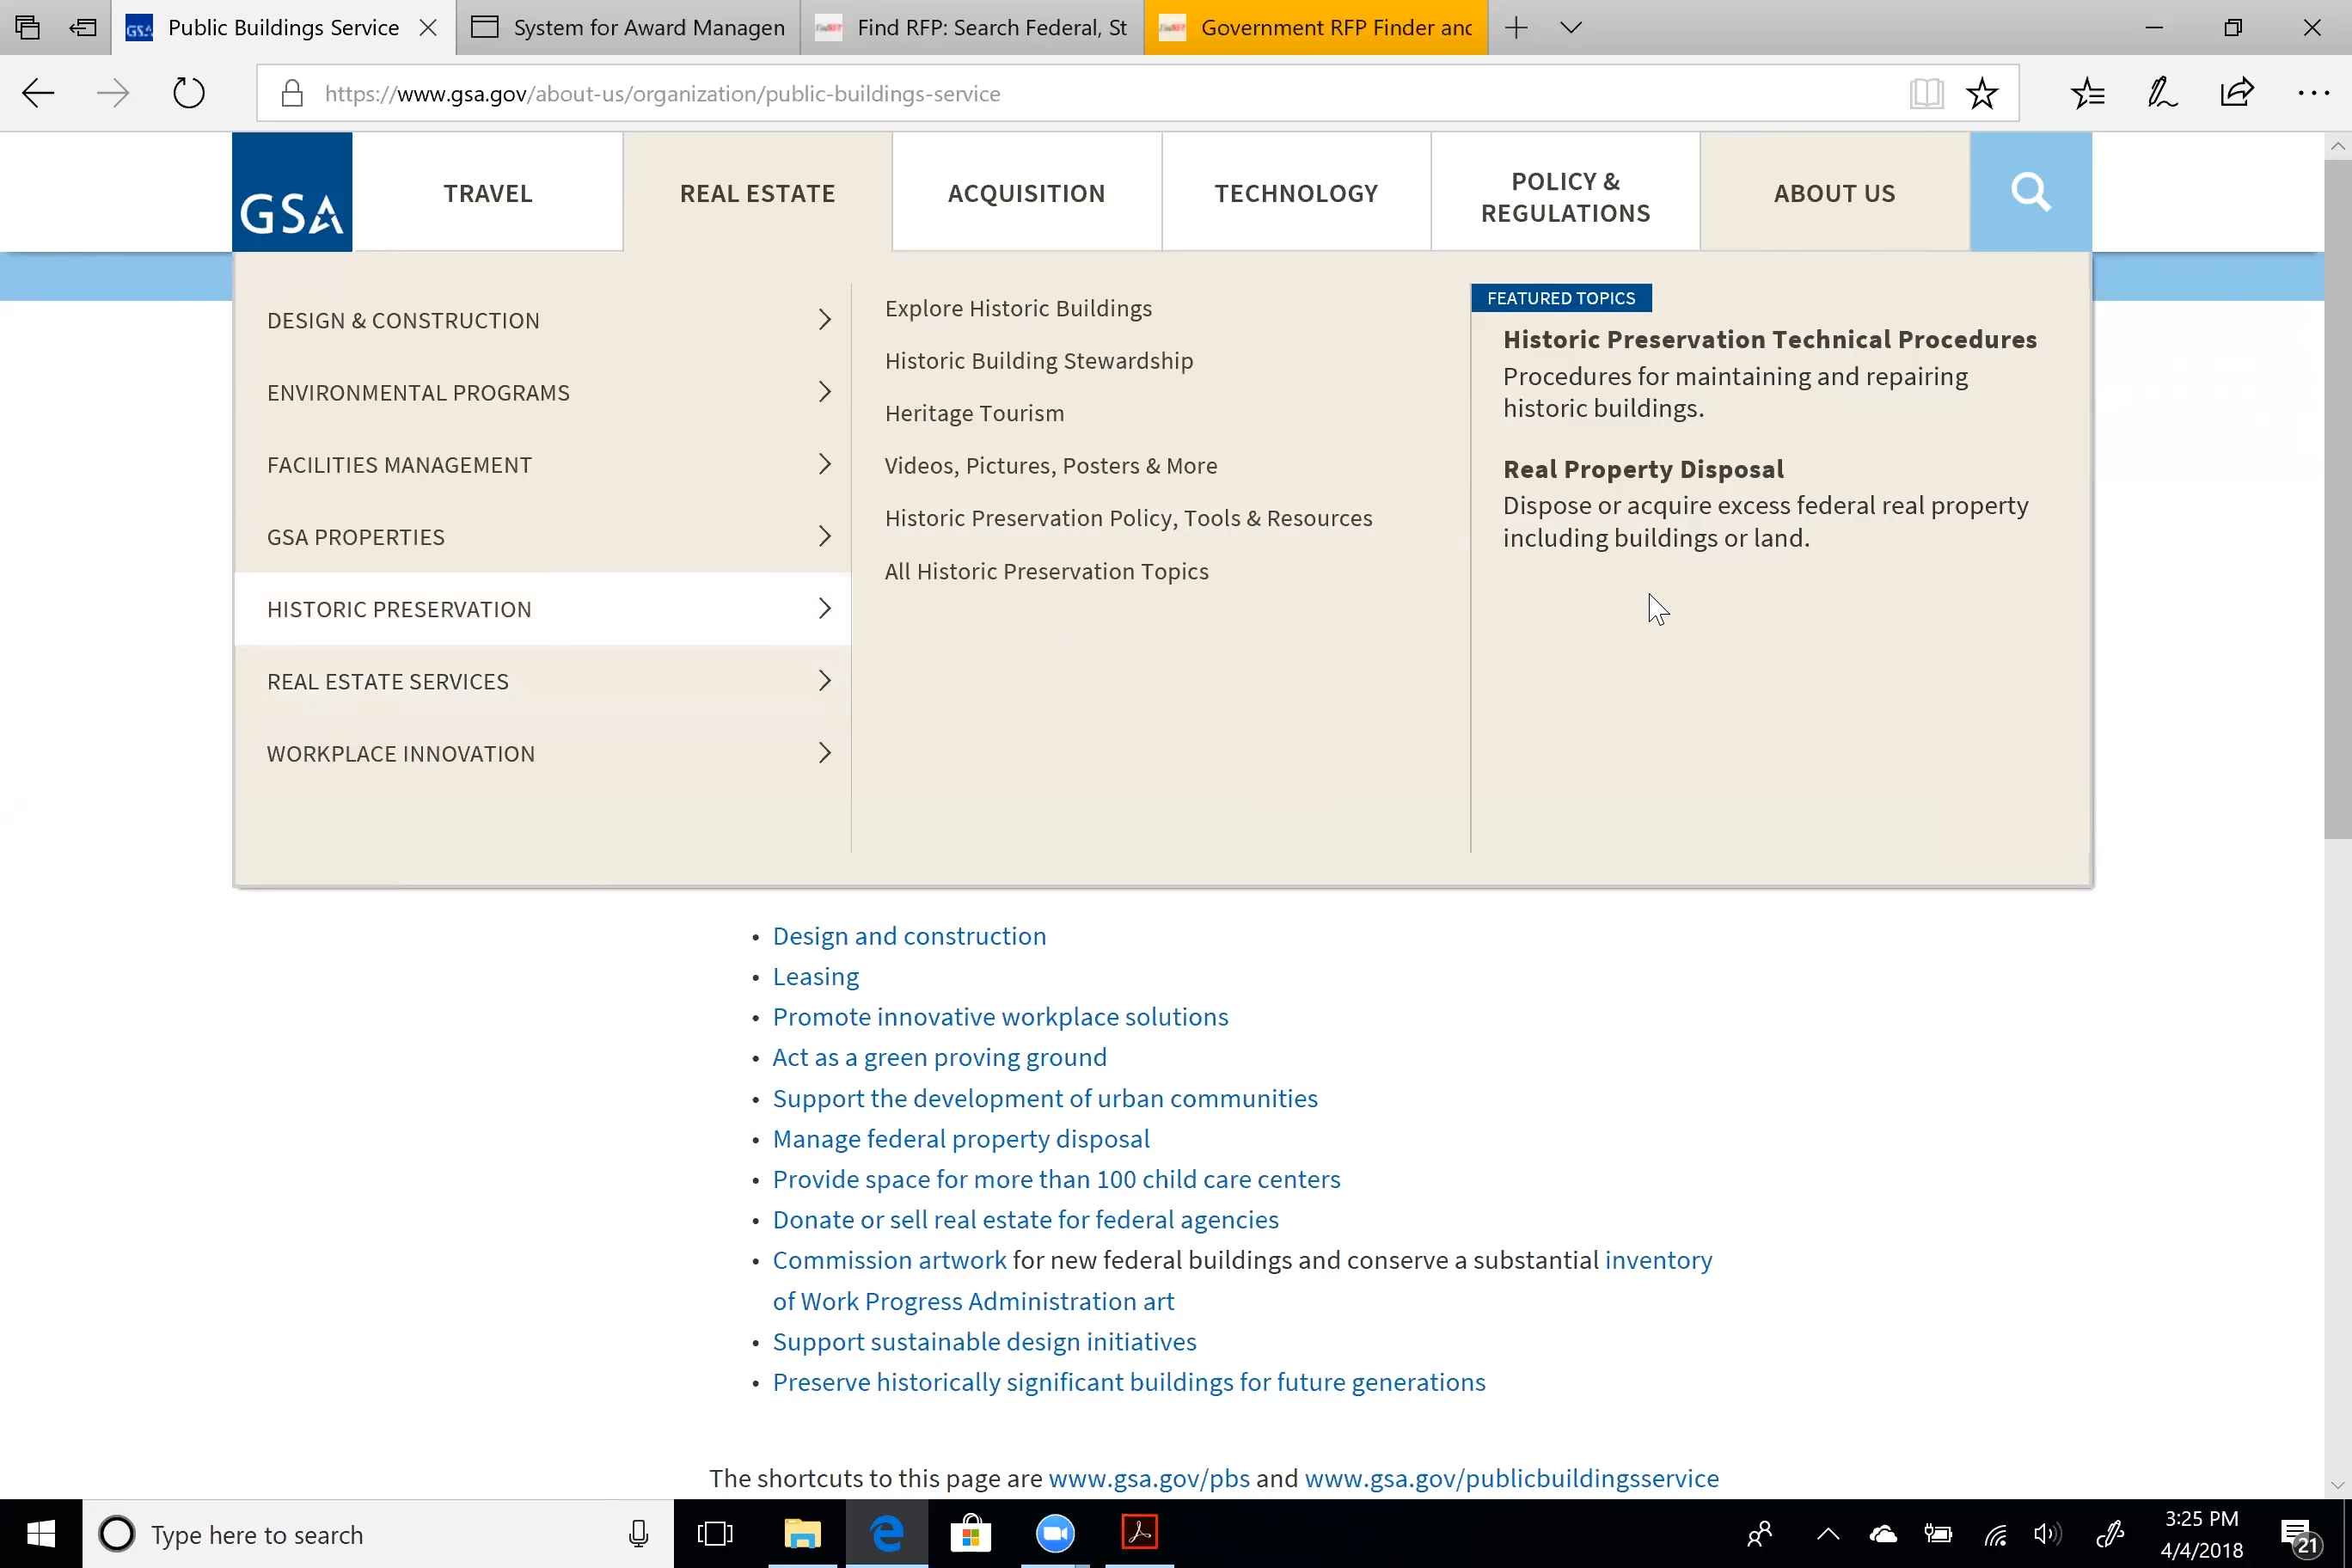 Public Buildings Service
System for Award Managen
Find RFP: Search Federal, St
Government RFP Finder anc
https://www.gsa.gov/about-us/organization/public-buildings-service
GSA
TRAVEL
REAL ESTATE
ACQUISITION
TECHNOLOGY
POLICY &
REGULATIONS
ABOUT US
DESIGN & CONSTRUCTION
ENVIRONMENTAL PROGRAMS
FACILITIES MANAGEMENT
GSA PROPERTIES
HISTORIC PRESERVATION
REAL ESTATE SERVICES
WORKPLACE INNOVATION
Explore Historic Buildings
Historic Building Stewardship
Heritage Tourism
Videos, Pictures, Posters & More
Historic Preservation Policy, Tools & Resources
All Historic Preservation Topics
FEATURED TOPICS
Historic Preservation Technical Procedures
Procedures for maintaining and repairing
historic buildings.
Real Property Disposal
Dispose or acquire excess federal real property
including buildings or land.
• Design and construction
• Leasing
• Promote innovative workplace solutions
• Act as a green proving ground
• Support the development of urban communities
• Manage federal property disposal
• Provide space for more than 100 child care centers
• Donate or sell real estate for federal agencies
• Commission artwork for new federal buildings and conserve a substantial inventory
of Work Progress Administration art
• Support sustainable design initiatives
• Preserve historically significant buildings for future generations
The shortcuts to this page are www.gsa.gov/pbs and www.gsa.gov/publicbuildingsservice
Type here to search
3:25 PM
4/4/2018
21